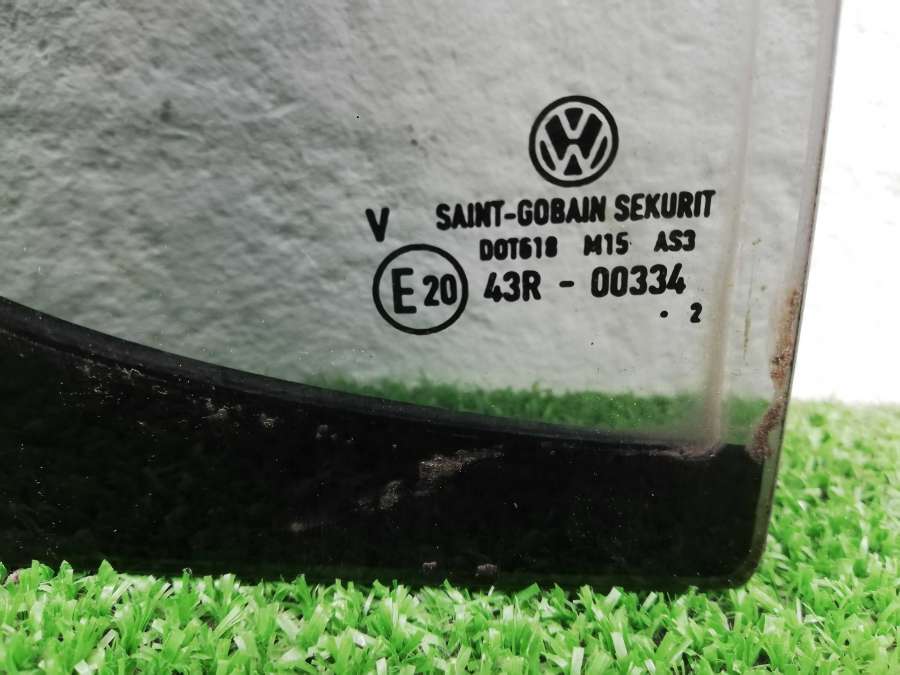 V SAINT-GOBAIN SEKURIT
DOT618 M15 AS3
E20 43R - 00334
. 2